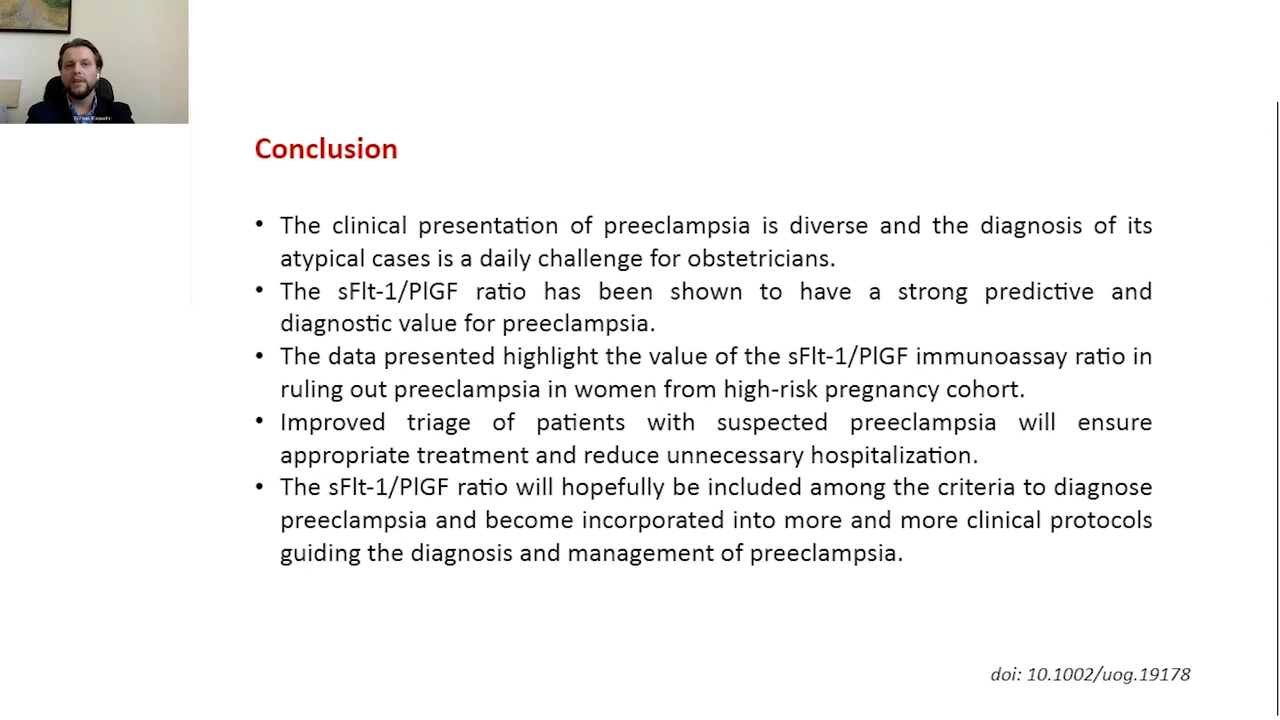 Conclusion
• The clinical presentation of preeclampsia is diverse and the diagnosis of its
atypical cases is a daily challenge for obstetricians.
• The sFlt-1/PlGF ratio has been shown to have a strong predictive and
diagnostic value for preeclampsia.
• The data presented highlight the value of the sFlt-1/PlGF immunoassay ratio in
ruling out preeclampsia in women from high-risk pregnancy cohort.
• Improved triage of patients with suspected preeclampsia will ensure
appropriate treatment and reduce unnecessary hospitalization.
• The sFlt-1/PlGF ratio will hopefully be included among the criteria to diagnose
preeclampsia and become incorporated into more and more clinical protocols
guiding the diagnosis and management of preeclampsia.
doi: 10.1002/uog.19178